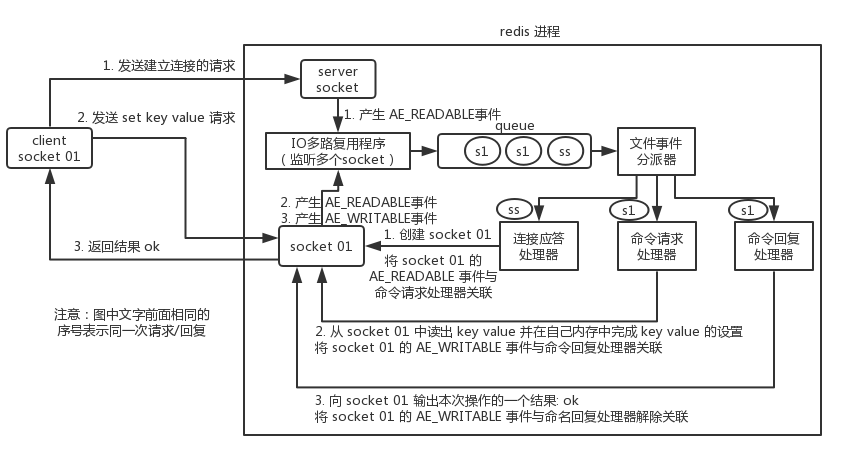 redis 进程
1. 发送建立连接的请求
server
socket
1. 产生 AE_READABLE事件
2. 发送 set key value 请求
client
socket 01
IO多路复用程序
（监听多个socket）
queue
s1
s1
ss
文件事件
分派器
2. 产生 AE_READABLE事件
3. 产生 AE_WRITABLE事件
ss
s1
s1
socket 01
1. 创建 socket 01
连接应答
处理器
命令请求
处理器
命令回复
处理器
3. 返回结果 ok
将 socket 01 的
AE_READABLE 事件与
命令请求处理器关联
注意：图中文字前面相同的
序号表示同一次请求/回复
2. 从 socket 01 中读出 key value 并在自己内存中完成 key value 的设置
将 socket 01 的 AE_WRITABLE 事件与命令回复处理器关联
3. 向 socket 01 输出本次操作的一个结果: ok
将 socket 01 的 AE_WRITABLE 事件与命名回复处理器解除关联